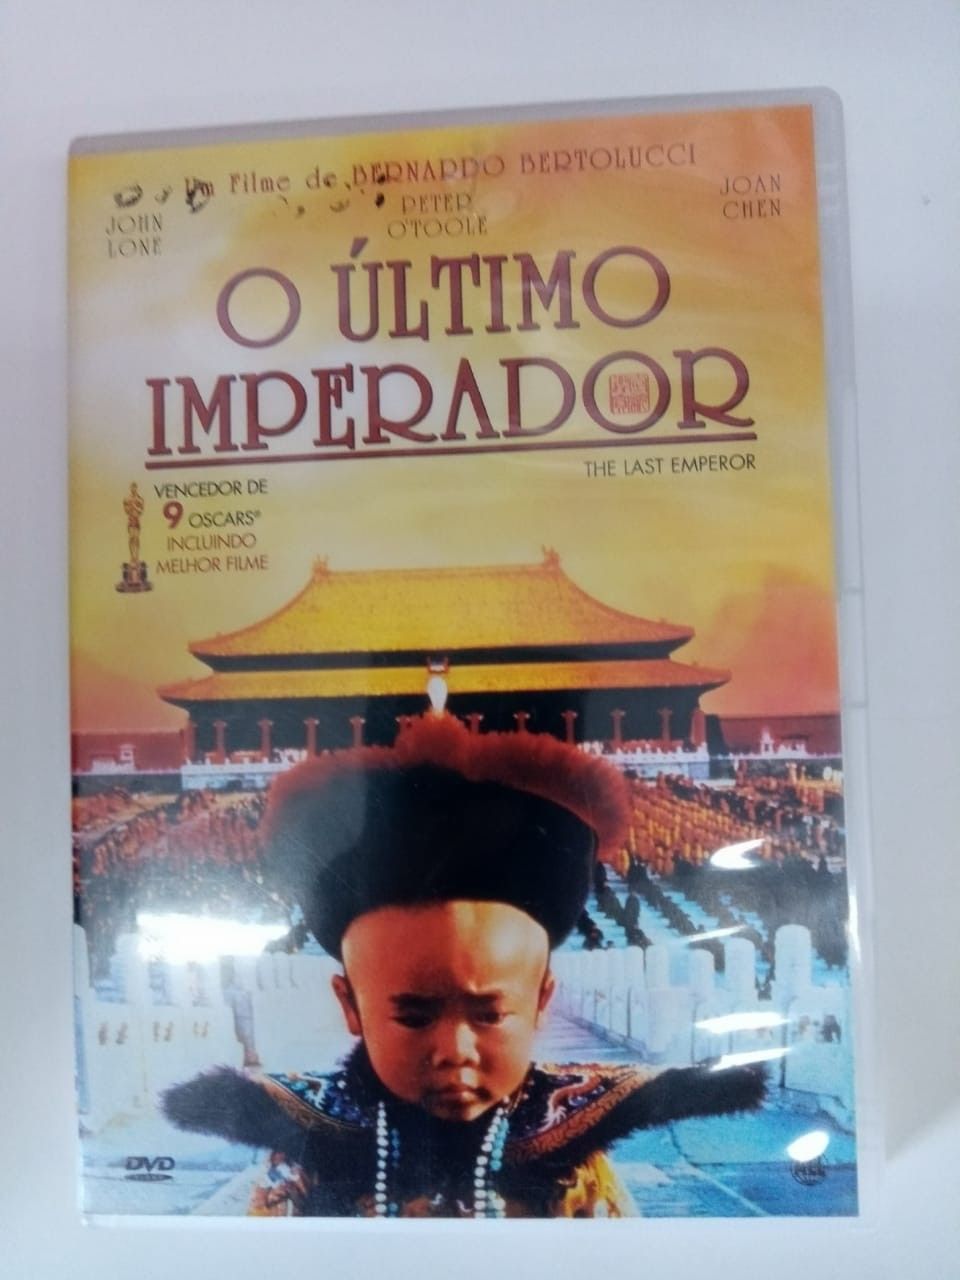 Um Filme de BERNARDO BERTOLUCCI
JOHN
LONE
PETER
O'TOOLE
JOAN
CHEN
O ÚLTIMO
IMPERADOR
THE LAST EMPEROR
VENCEDOR DE
9 OSCARS®
INCLUINDO
MELHOR FILME
DVD